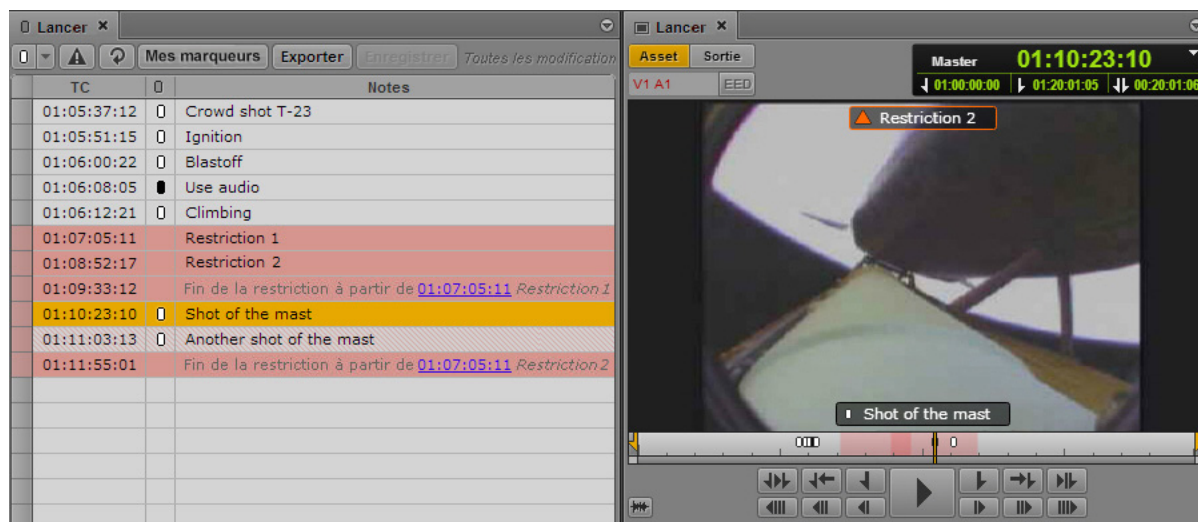 Lancer
Mes marqueurs Exporter Enregistrer Toutes les modification
TC Notes
01:05:37:12 Crowd shot T-23
01:05:51:15 Ignition
01:06:00:22 Blastoff
01:06:08:05 Use audio
01:06:12:21 Climbing
01:07:05:11 Restriction 1
01:08:52:17 Restriction 2
01:09:33:12 Fin de la restriction à partir de 01:07:05:11 Restriction 1
01:10:23:10 Shot of the mast
01:11:03:13 Another shot of the mast
01:11:55:01 Fin de la restriction à partir de 01:07:05:11 Restriction 2
Lancer
Asset Sortie
Master 01:10:23:10
V1 A1 EED
01:00:00:00 01:20:01:05 00:20:01:06
Restriction 2
Shot of the mast